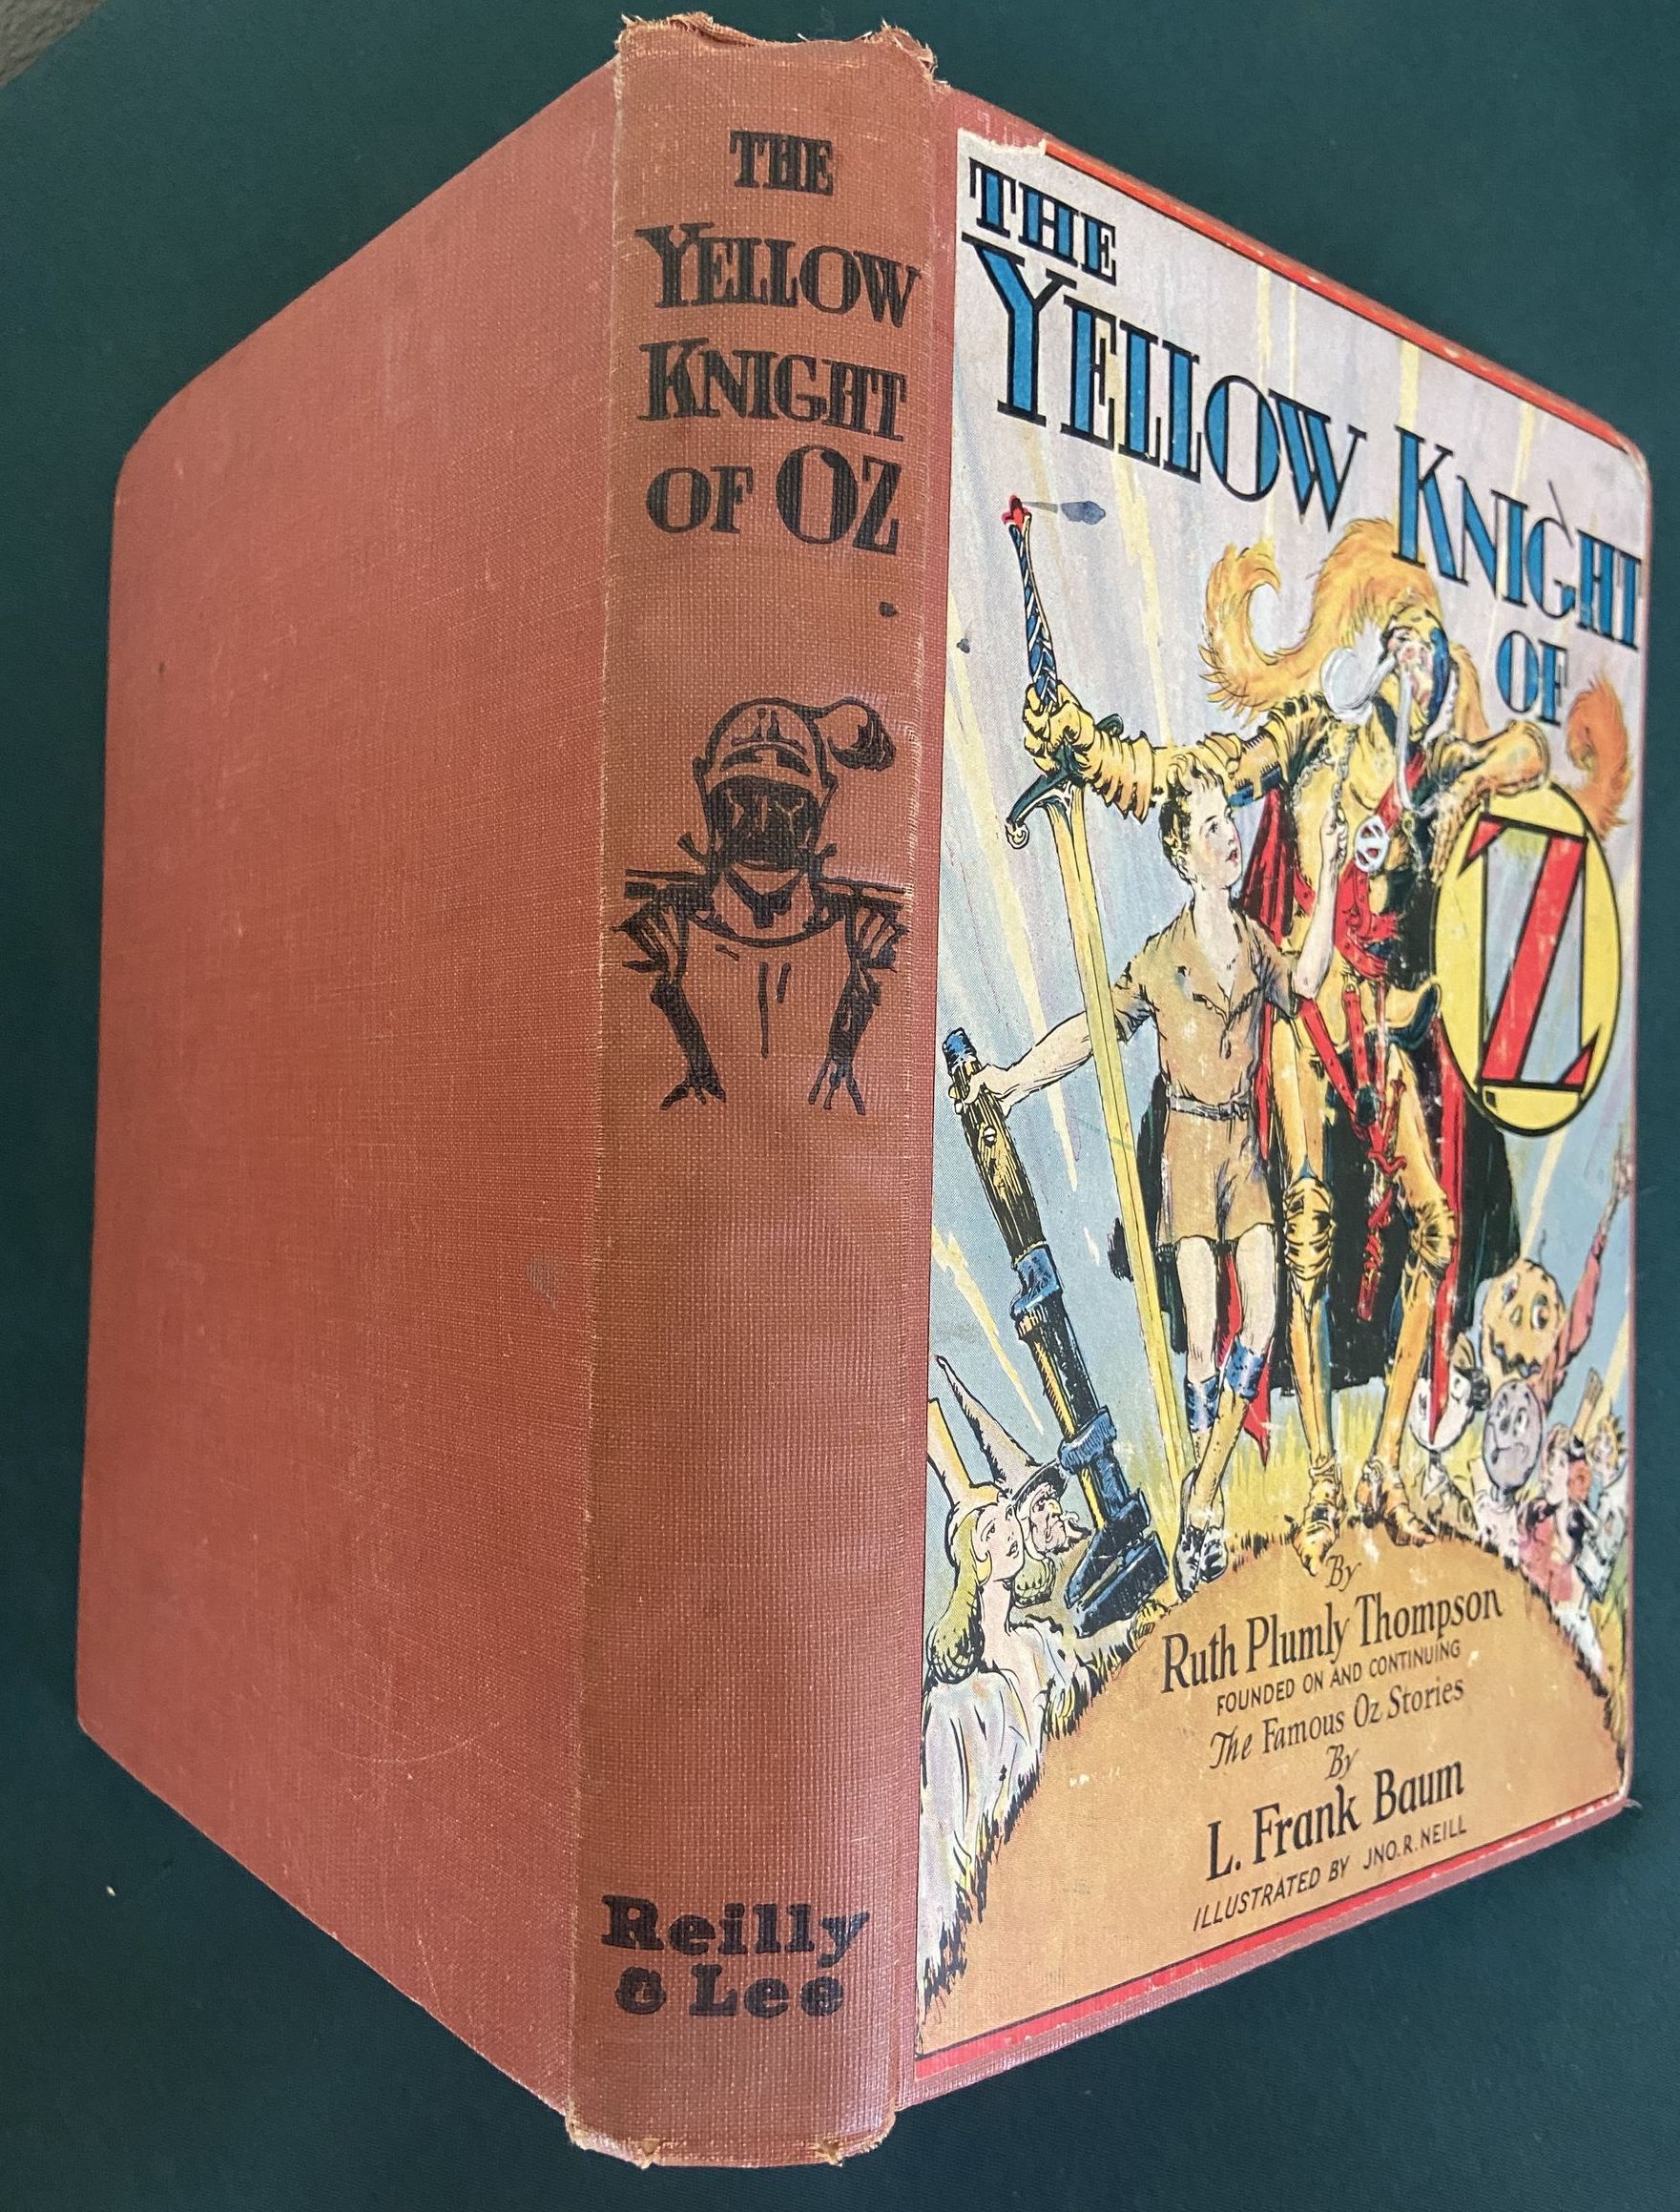 THE
YELLOW
KNIGHT
OF OZ
Reilly
& Lee
THE
YELLOW KNIGHT
OF
OZ
By
Ruth Plumly Thompson
FOUNDED ON AND CONTINUING
The Famous Oz Stories
By
L. Frank Baum
ILLUSTRATED BY JNO. R. NEILL